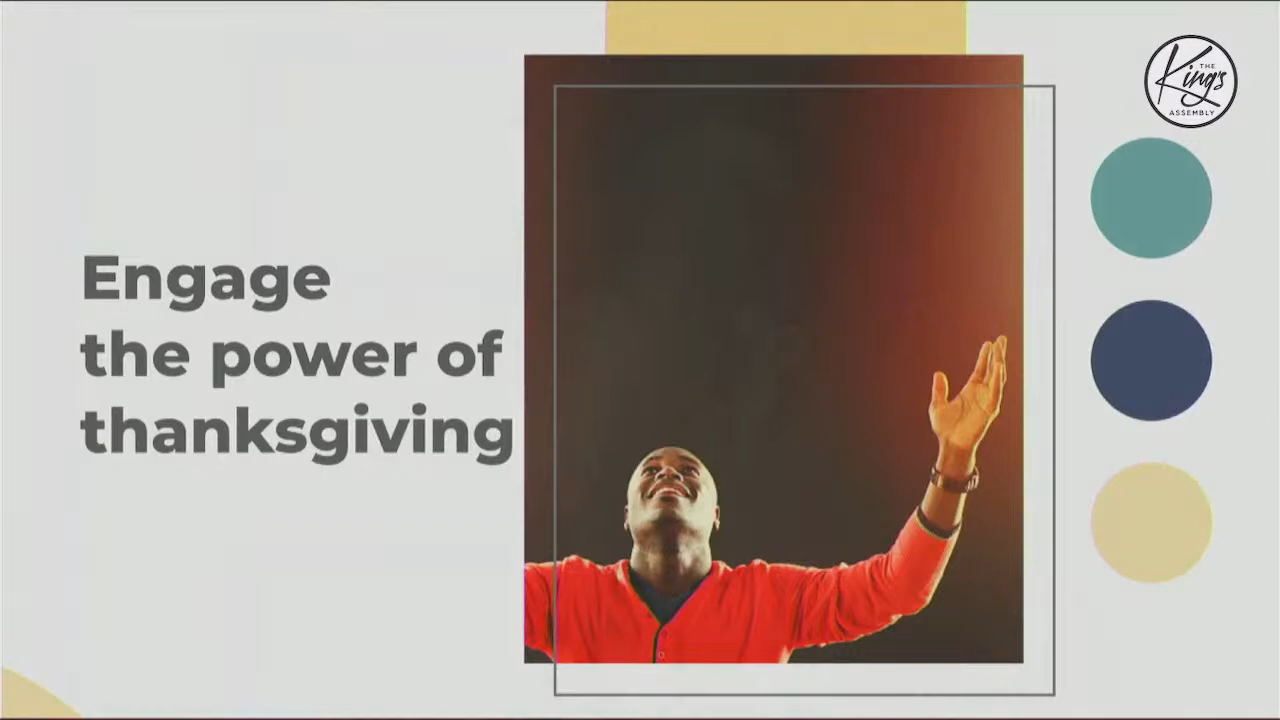 Engage
the power of
thanksgiving
THE
King's
ASSEMBLY